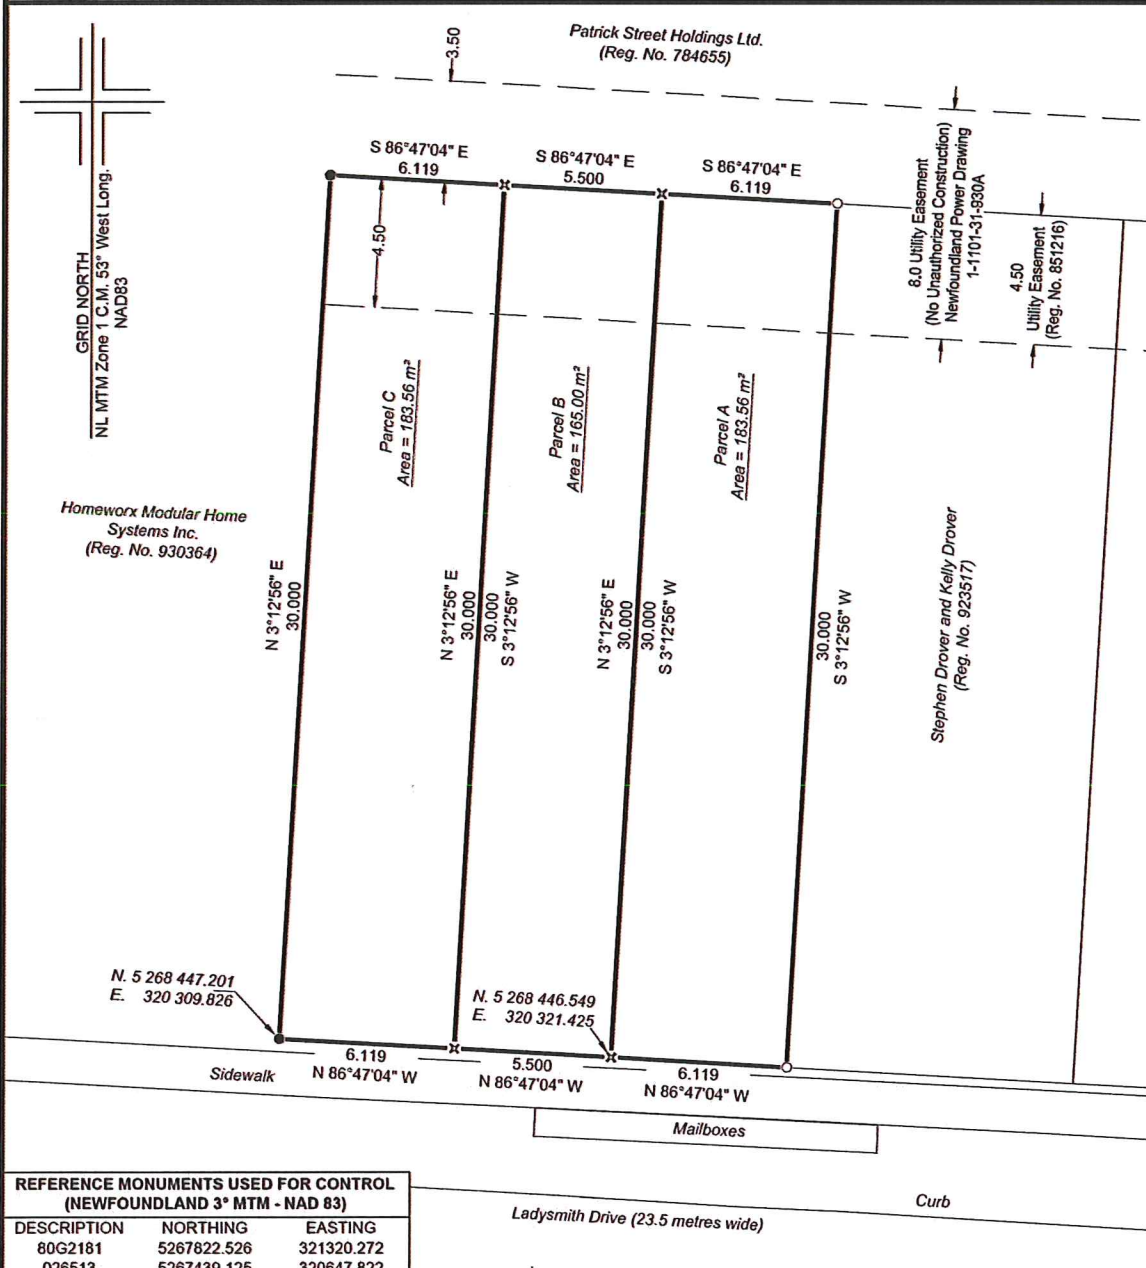 Patrick Street Holdings Ltd.
(Reg. No. 784655)
3.50
GRID NORTH
NL MTM Zone 1 C.M. 53° West Long.
NAD83
S 86°47'04" E
6.119
S 86°47'04" E
5.500
S 86°47'04" E
6.119
4.50
8.0 Utility Easement
(No Unauthorized Construction)
Newfoundland Power Drawing
1-1101-31-930A
4.50
Utility Easement
(Reg. No. 851216)
Parcel C
Area = 183.56 m²
Parcel B
Area = 165.00 m²
Parcel A
Area = 183.56 m²
Homeworx Modular Home
Systems Inc.
(Reg. No. 930364)
N 3°12'56" E
30.000
N 3°12'56" E
30.000
30.000
S 3°12'56" W
N 3°12'56" E
30.000
30.000
S 3°12'56" W
30.000
S 3°12'56" W
Stephen Drover and Kelly Drover
(Reg. No. 923517)
N. 5 268 447.201
E. 320 309.826
N. 5 268 446.549
E. 320 321.425
6.119
N 86°47'04" W
5.500
N 86°47'04" W
6.119
N 86°47'04" W
Sidewalk
Mailboxes
Curb
Ladysmith Drive (23.5 metres wide)
REFERENCE MONUMENTS USED FOR CONTROL
(NEWFOUNDLAND 3° MTM - NAD 83)
DESCRIPTION NORTHING EASTING
80G2181 5267822.526 321320.272
026513 5267439.125 320647.822